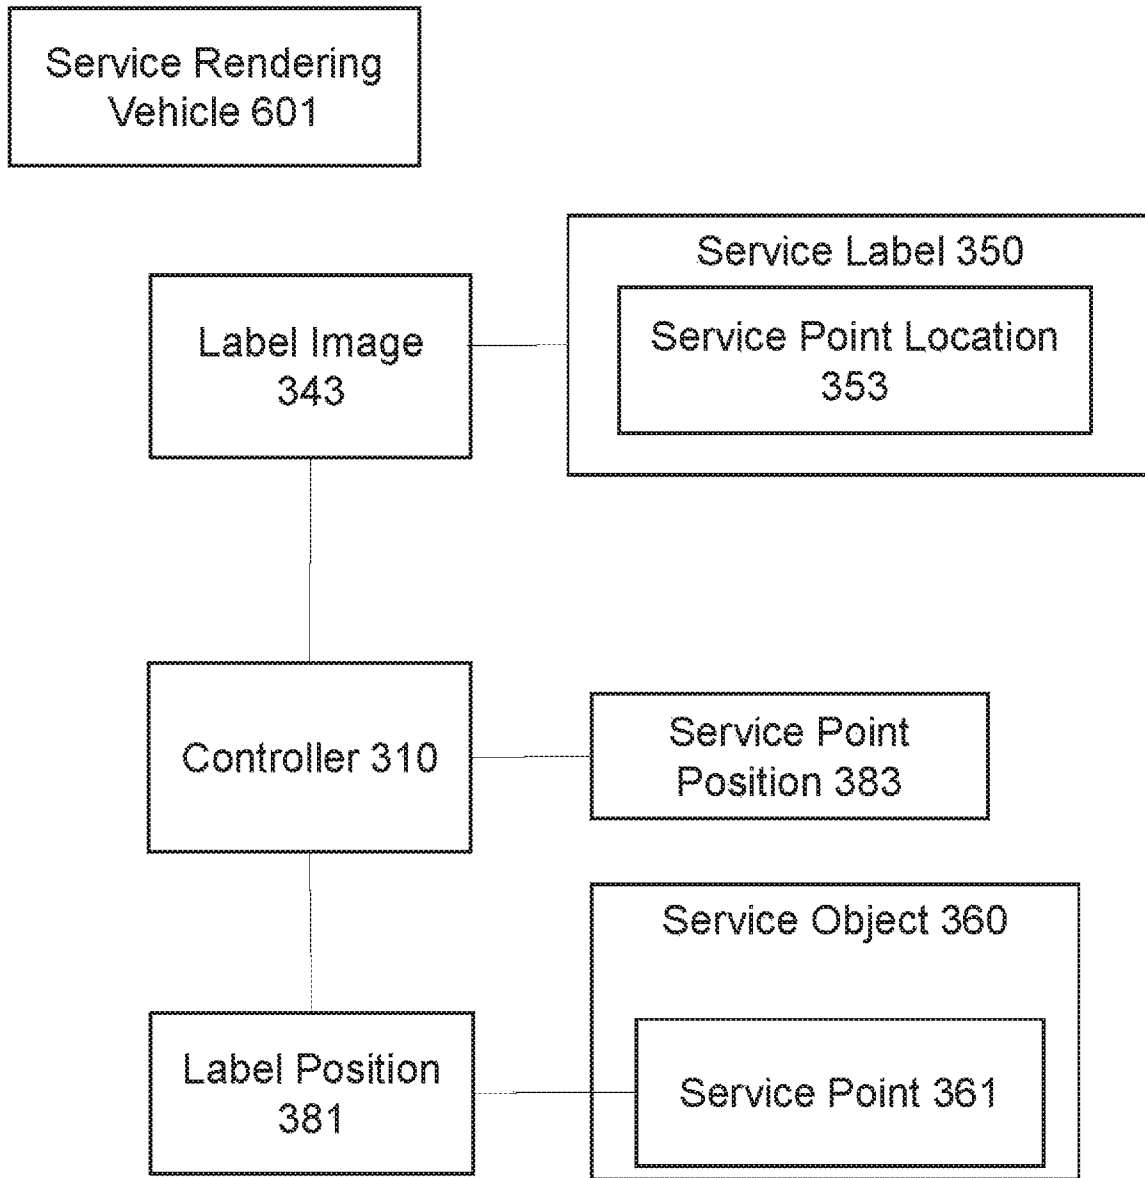 Service Rendering
Vehicle 601
Service Label 350
Label Image
343
Service Point Location
353
Controller 310
Service Point
Position 383
Service Object 360
Label Position
381
Service Point 361